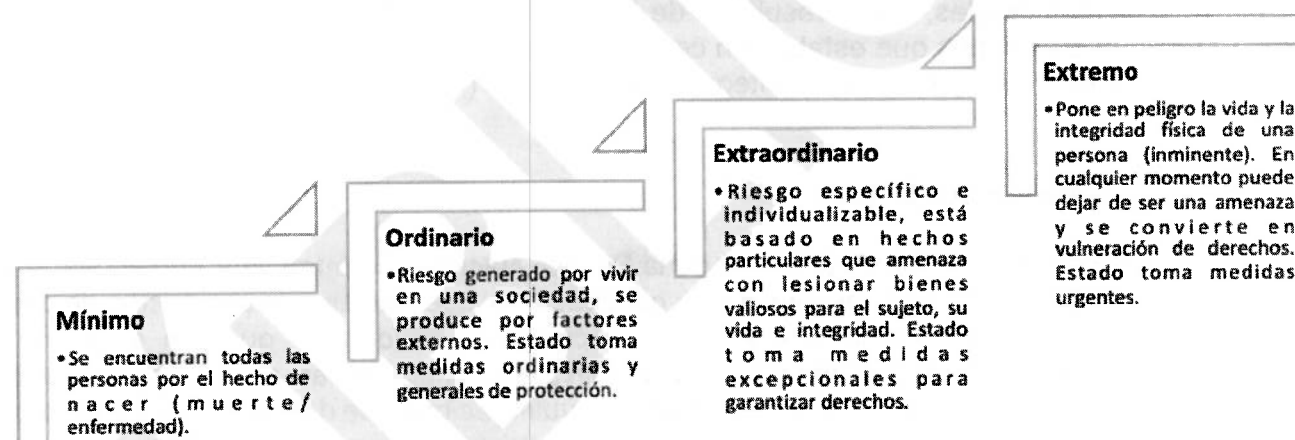 Mínimo
•Se encuentran todas las
personas por el hecho de
nacer (muerte/
enfermedad).
Ordinario
•Riesgo generado por vivir
en una sociedad, se
produce por factores
externos. Estado toma
medidas ordinarias y
generales de protección.
Extraordinario
•Riesgo específico e
individualizable, está
basado en hechos
particulares que amenaza
con lesionar bienes
valiosos para el sujeto, su
vida e integridad. Estado
toma medidas
excepcionales para
garantizar derechos.
Extremo
•Pone en peligro la vida y la
integridad física de una
persona (inminente). En
cualquier momento puede
dejar de ser una amenaza
y se convierte en
vulneración de derechos.
Estado toma medidas
urgentes.